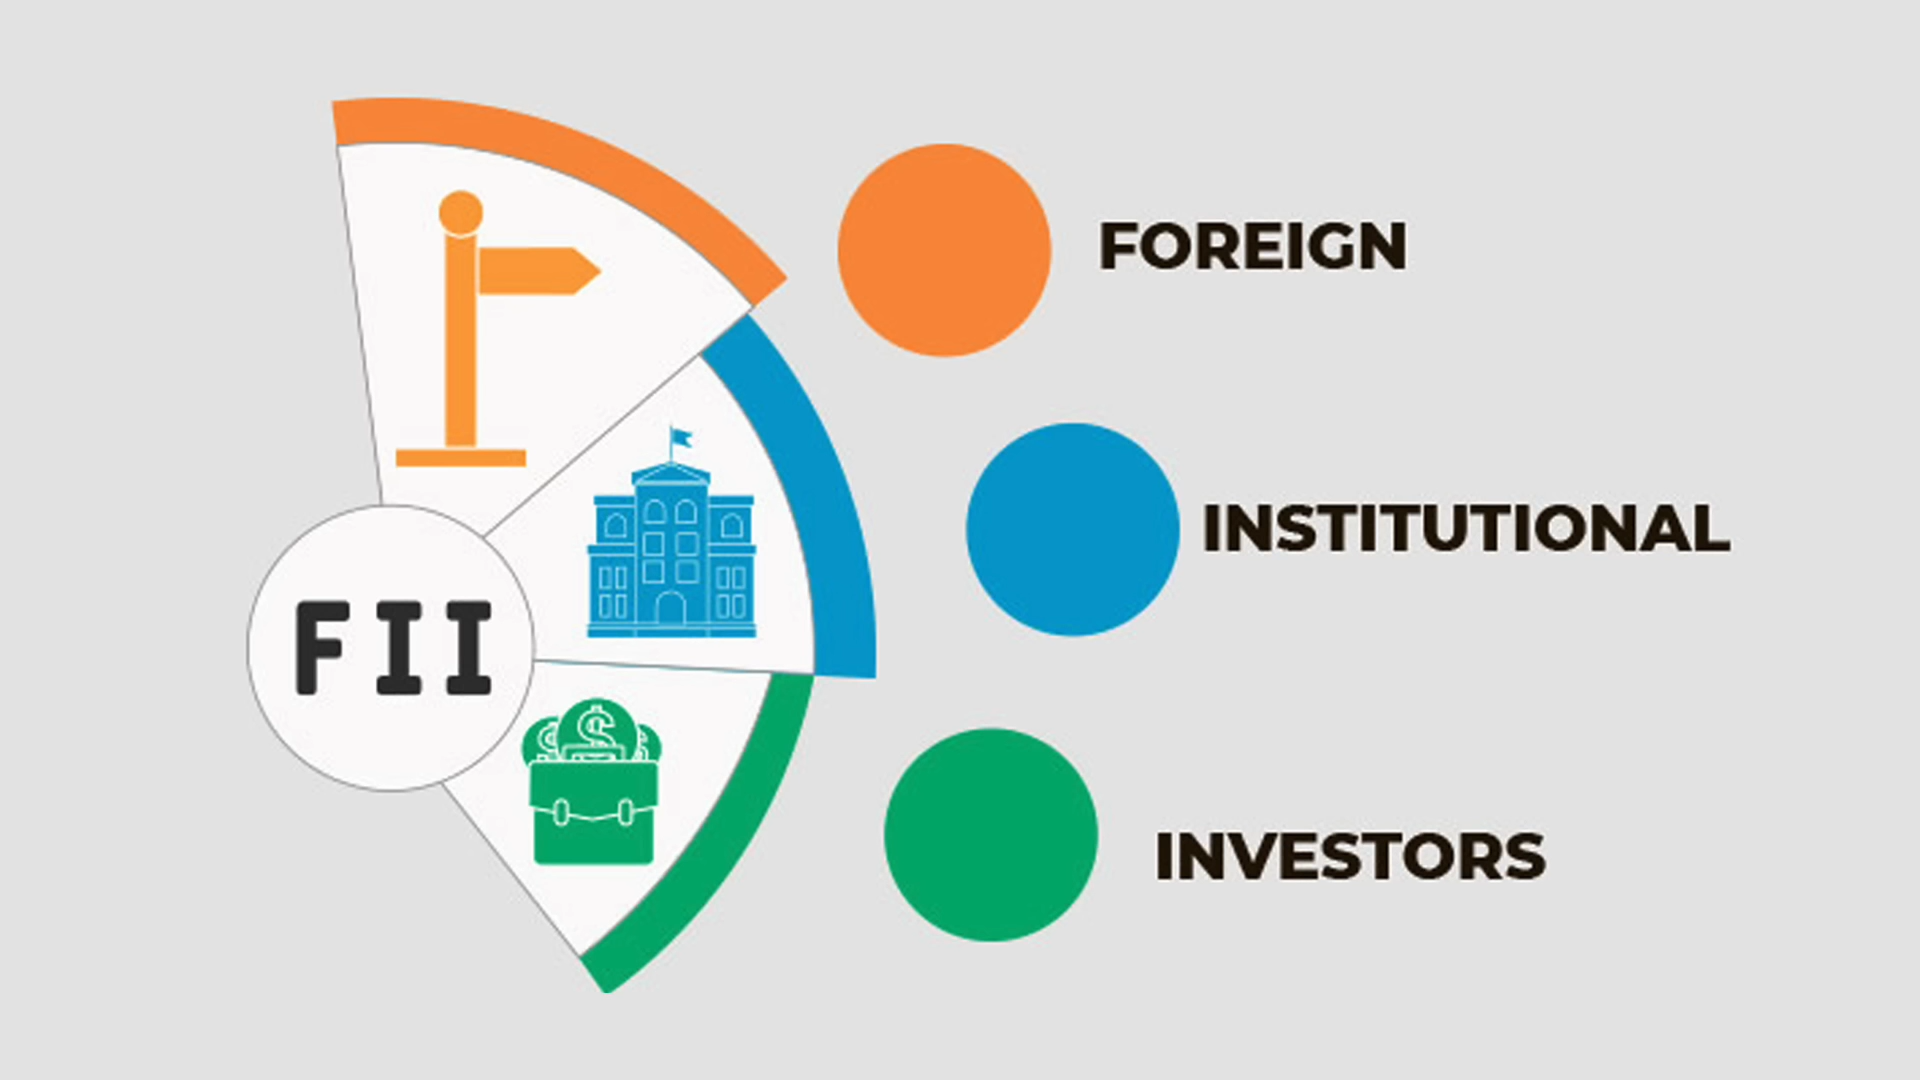 FOREIGN
INSTITUTIONAL
FII
$ $ $
INVESTORS